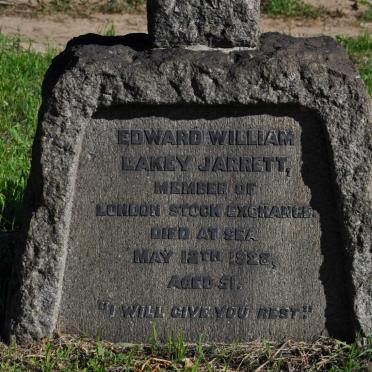 EDWARD WILLIAM
LAKEY JARRETT,
MEMBER OF
LONDON STOCK EXCHANGE
DIED AT SEA
MAY 12TH 1925,
AGED 51.
"I WILL GIVE YOU REST."